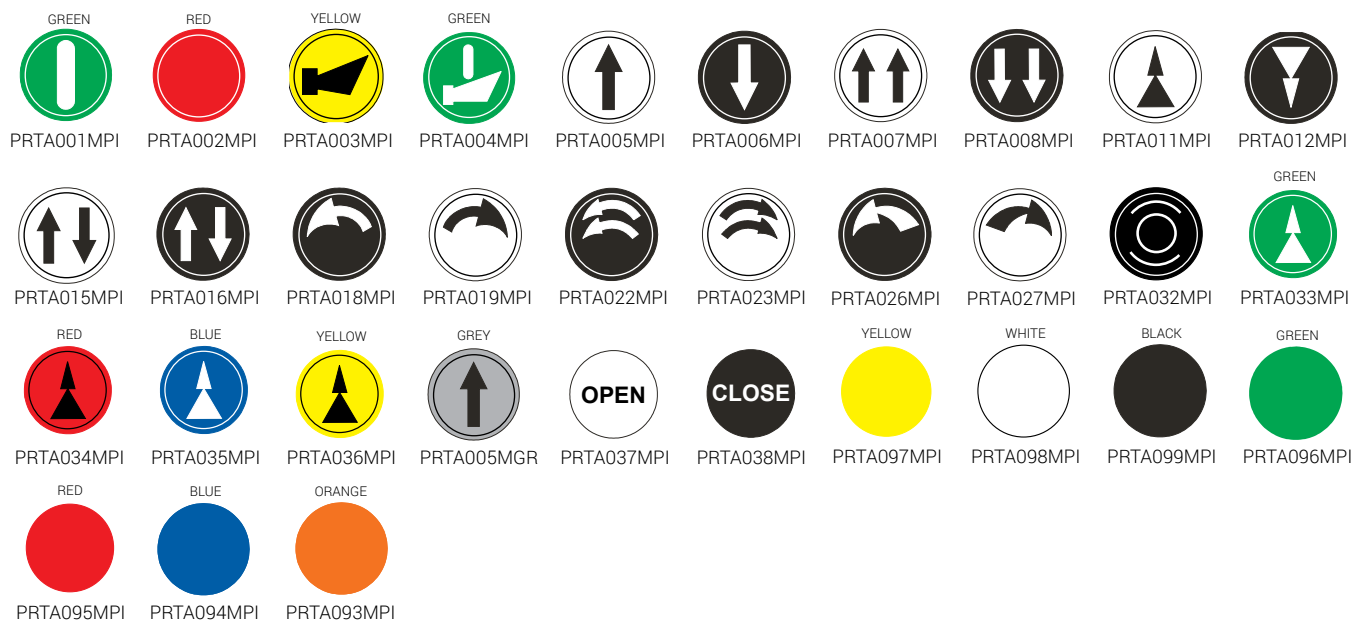 GREEN RED YELLOW GREEN
PRTA001MPI PRTA002MPI PRTA003MPI PRTA004MPI PRTA005MPI PRTA006MPI PRTA007MPI PRTA008MPI PRTA011MPI PRTA012MPI
GREEN
PRTA015MPI PRTA016MPI PRTA018MPI PRTA019MPI PRTA022MPI PRTA023MPI PRTA026MPI PRTA027MPI PRTA032MPI PRTA033MPI
RED BLUE YELLOW GREY YELLOW WHITE BLACK GREEN
OPEN CLOSE
PRTA034MPI PRTA035MPI PRTA036MPI PRTA005MGR PRTA037MPI PRTA038MPI PRTA097MPI PRTA098MPI PRTA099MPI PRTA096MPI
RED BLUE ORANGE
PRTA095MPI PRTA094MPI PRTA093MPI